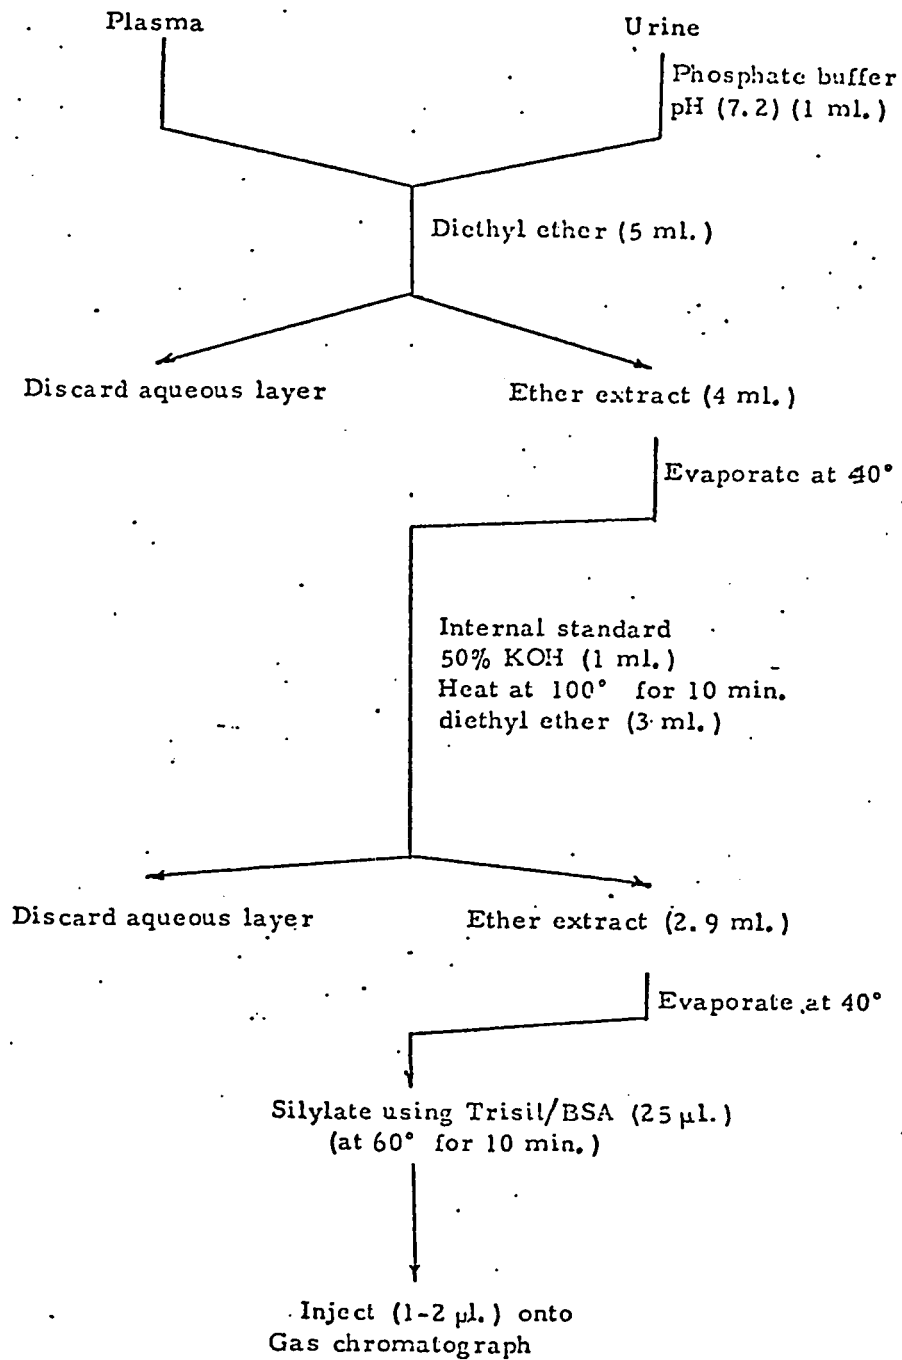 Plasma
Urine
Phosphate buffer
pH (7.2) (1 ml.)
Diethyl ether (5 ml.)
Discard aqueous layer
Ether extract (4 ml.)
Evaporate at 40°
Internal standard
50% KOH (1 ml.)
Heat at 100° for 10 min.
diethyl ether (3 ml.)
Discard aqueous layer
Ether extract (2.9 ml.)
Evaporate at 40°
Silylate using Trisil/BSA (25 µl.)
(at 60° for 10 min.)
Inject (1-2 µl.) onto
Gas chromatograph